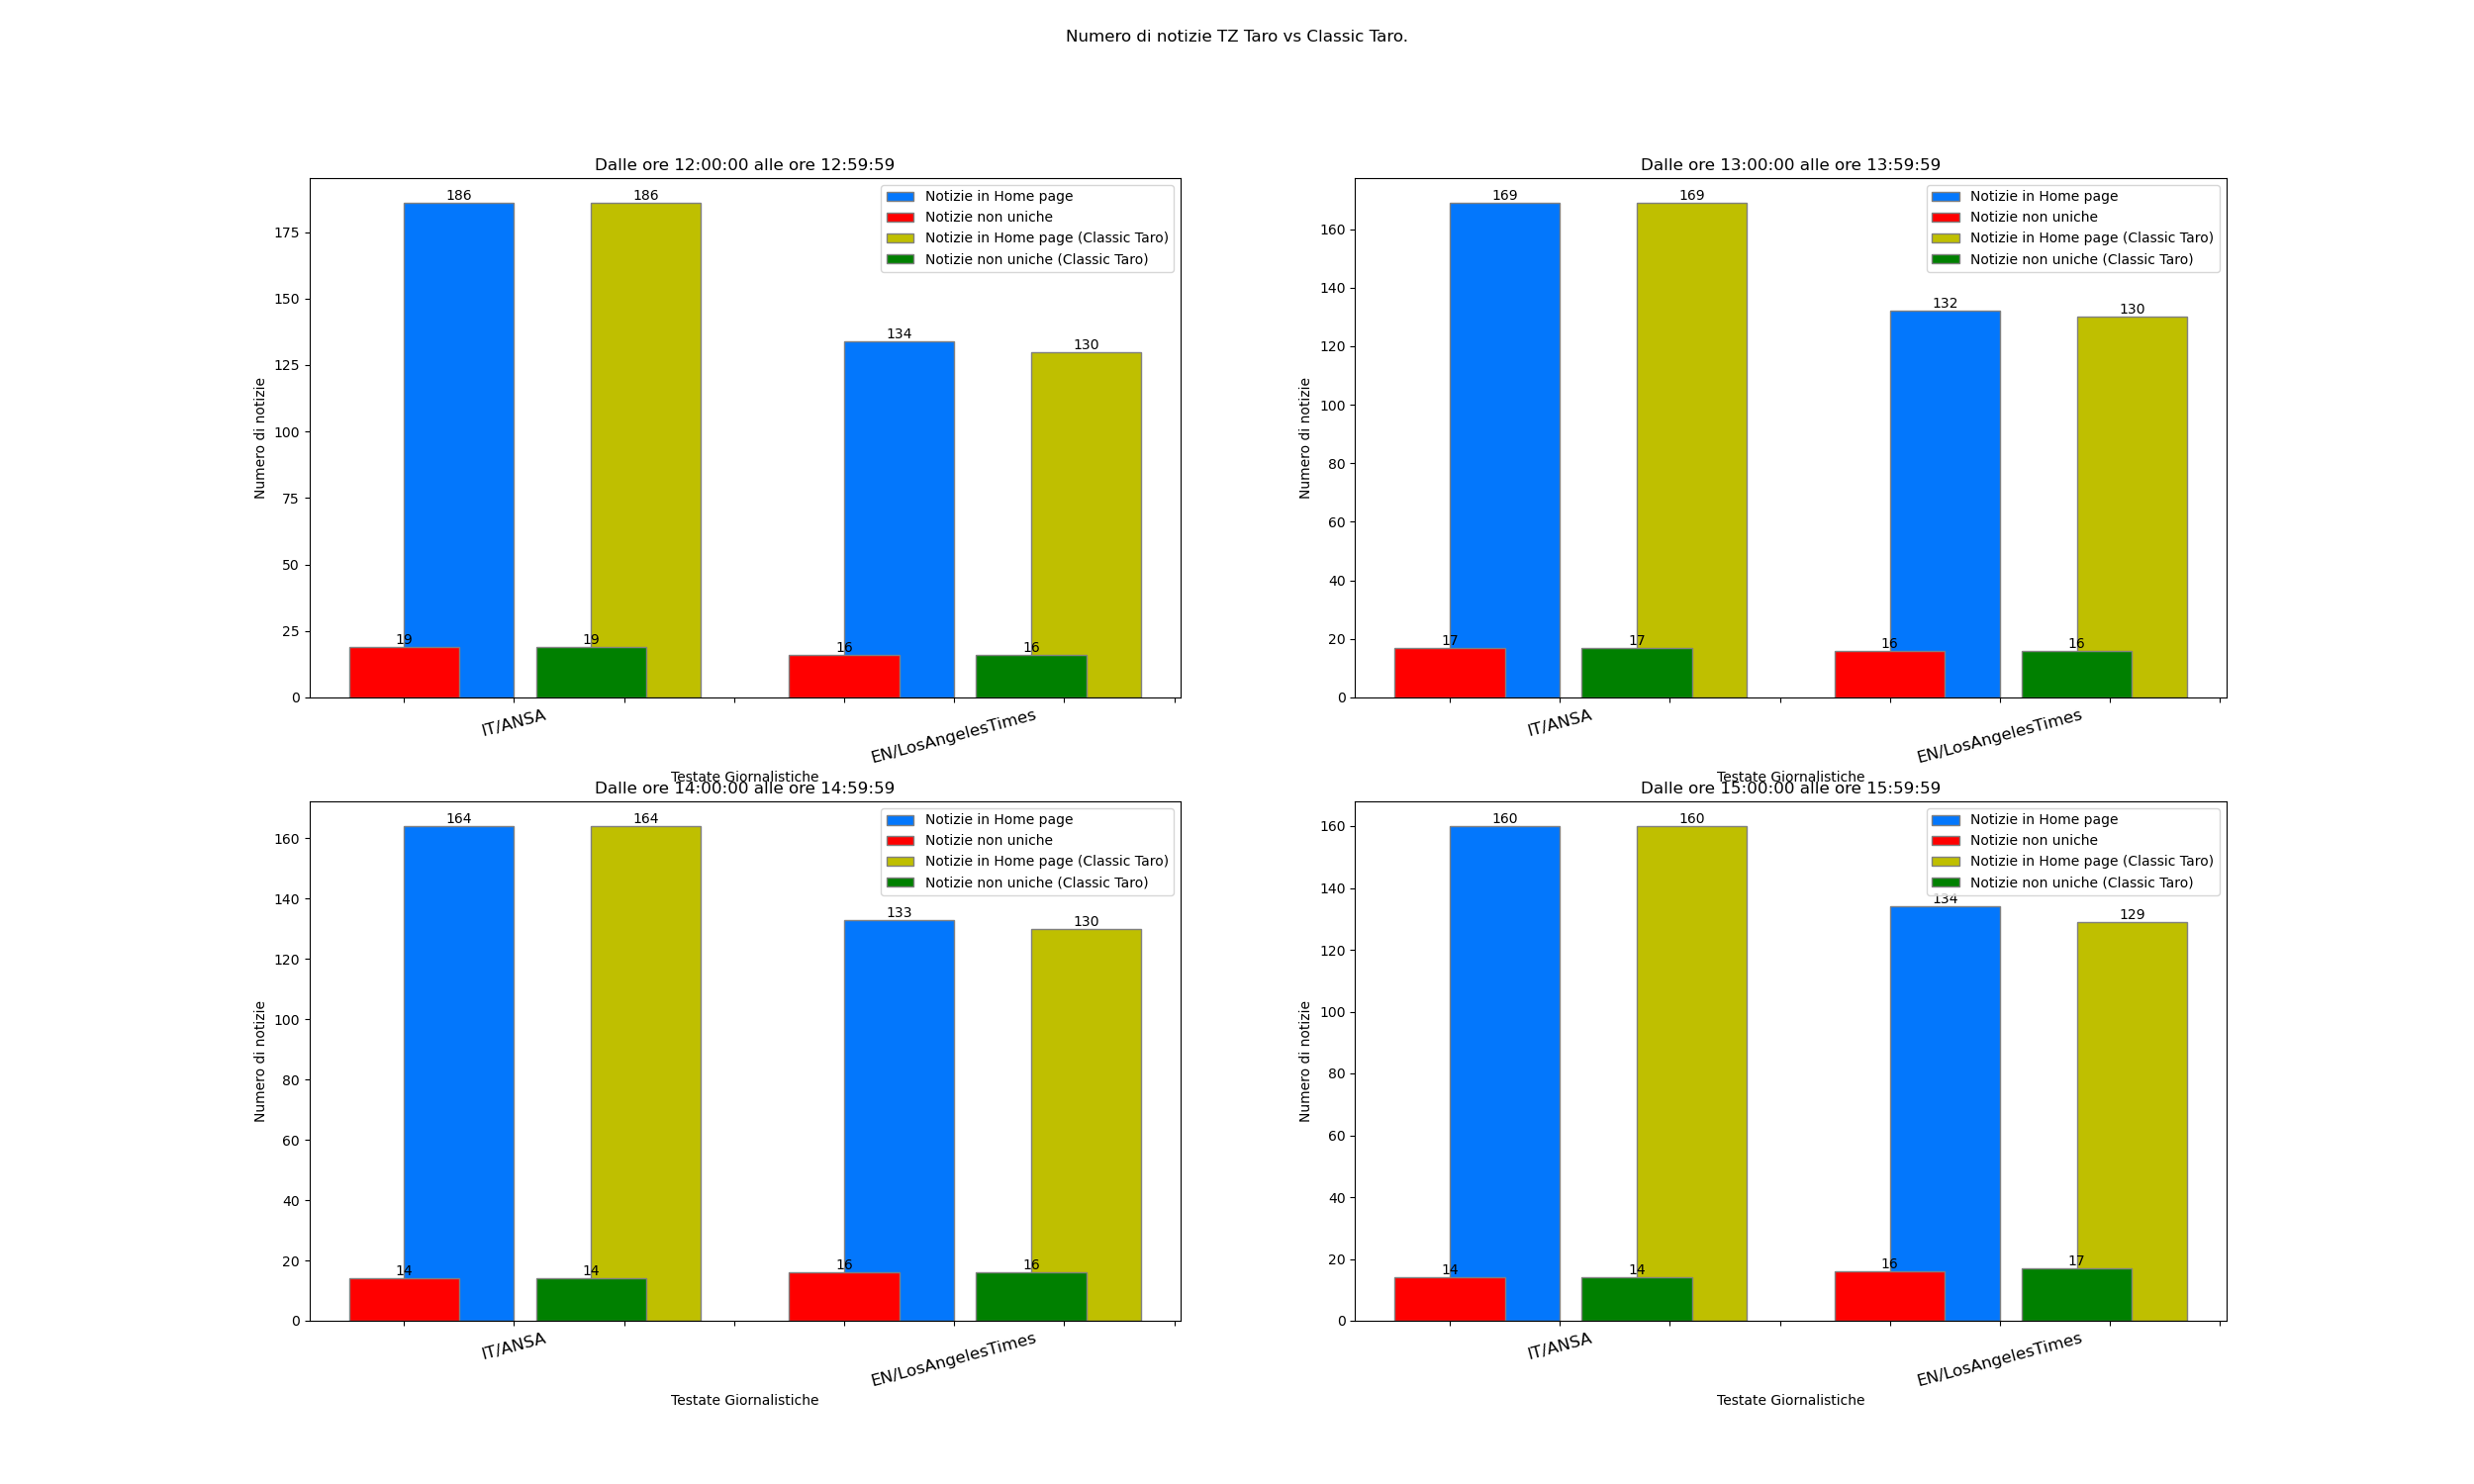 Numero di notizie TZ Taro vs Classic Taro.
Dalle ore 12:00:00 alle ore 12:59:59
Notizie in Home page
Notizie non uniche
Notizie in Home page (Classic Taro)
Notizie non uniche (Classic Taro)
186
186
134
130
19
19
16
16
175
150
125
100
75
50
25
0
Numero di notizie
IT/ANSA
EN/LosAngelesTimes
Testate Giornalistiche
Dalle ore 13:00:00 alle ore 13:59:59
Notizie in Home page
Notizie non uniche
Notizie in Home page (Classic Taro)
Notizie non uniche (Classic Taro)
169
169
132
130
17
17
16
16
160
140
120
100
80
60
40
20
0
Numero di notizie
IT/ANSA
EN/LosAngelesTimes
Testate Giornalistiche
Dalle ore 14:00:00 alle ore 14:59:59
Notizie in Home page
Notizie non uniche
Notizie in Home page (Classic Taro)
Notizie non uniche (Classic Taro)
164
164
133
130
14
14
16
16
160
140
120
100
80
60
40
20
0
Numero di notizie
IT/ANSA
EN/LosAngelesTimes
Testate Giornalistiche
Dalle ore 15:00:00 alle ore 15:59:59
Notizie in Home page
Notizie non uniche
Notizie in Home page (Classic Taro)
Notizie non uniche (Classic Taro)
160
160
134
129
14
14
16
17
160
140
120
100
80
60
40
20
0
Numero di notizie
IT/ANSA
EN/LosAngelesTimes
Testate Giornalistiche